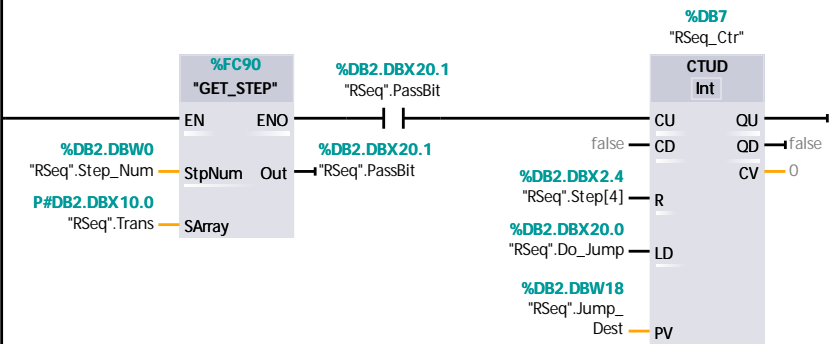 %DB7
"RSeq_Ctr"
%FC90
"GET_STEP"
%DB2.DBX20.1
"RSeq".PassBit
CTUD
Int
EN
ENO
CU
QU
false
CD
QD
false
%DB2.DBW0
"RSeq".Step_Num
StpNum
Out
%DB2.DBX20.1
"RSeq".PassBit
CV
0
%DB2.DBX2.4
"RSeq".Step[4]
R
P#DB2.DBX10.0
"RSeq".Trans
SArray
%DB2.DBX20.0
"RSeq".Do_Jump
LD
%DB2.DBW18
"RSeq".Jump_
Dest
PV